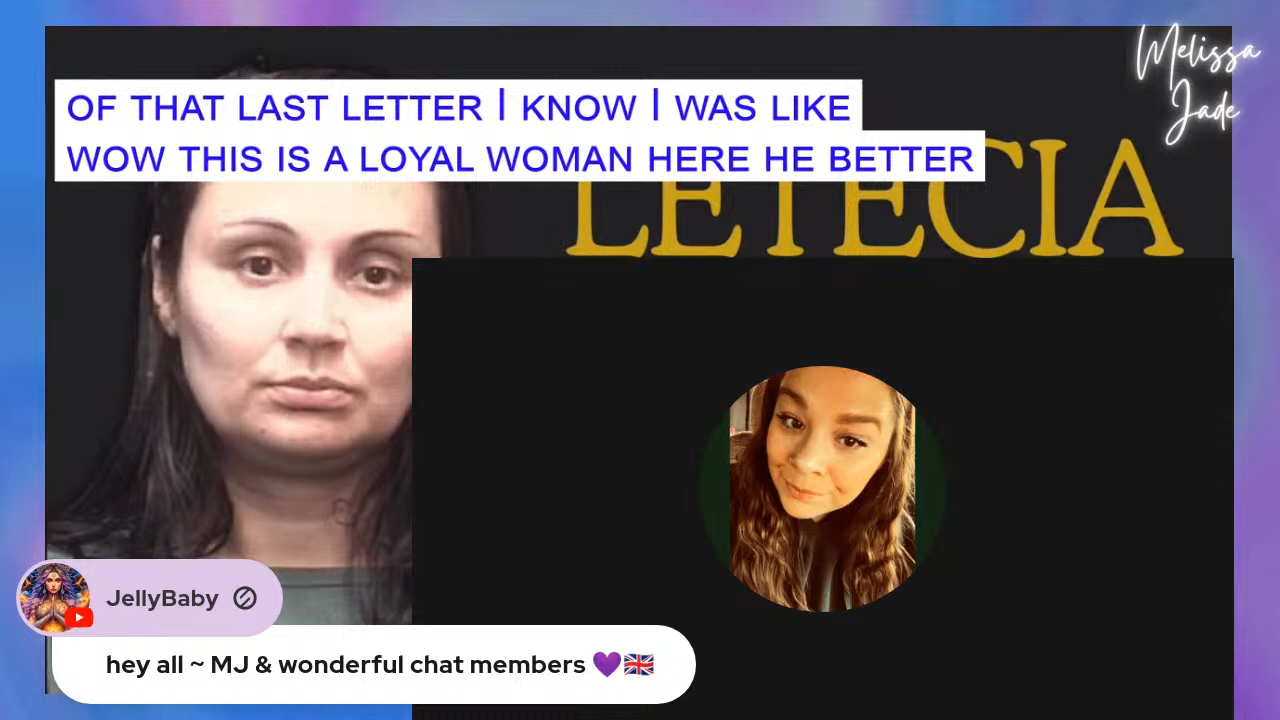 Melissa
Jade
OF THAT LAST LETTER I KNOW I WAS LIKE
WOW THIS IS A LOYAL WOMAN HERE HE BETTER
LETECIA
JellyBaby
hey all ~ MJ & wonderful chat members 💜🇬🇧